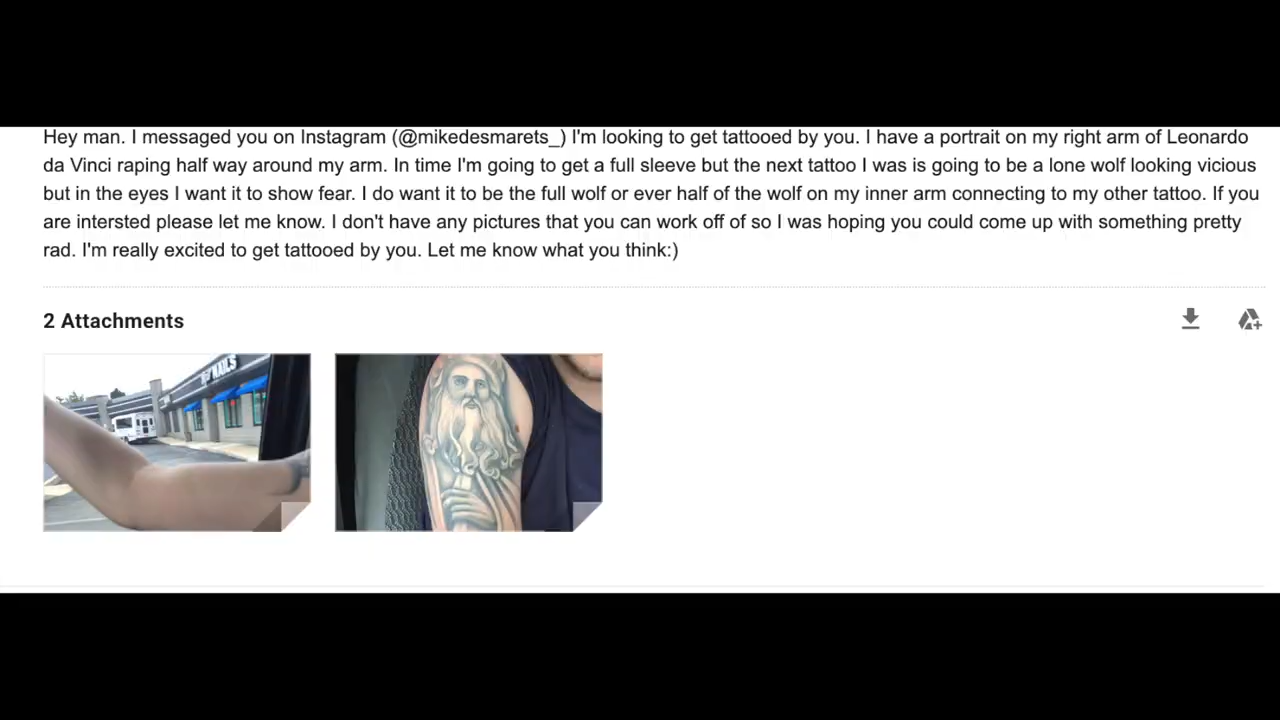 Hey man. I messaged you on Instagram (@mikedesmarets_) I'm looking to get tattooed by you. I have a portrait on my right arm of Leonardo
da Vinci raping half way around my arm. In time I'm going to get a full sleeve but the next tattoo I was is going to be a lone wolf looking vicious
but in the eyes I want it to show fear. I do want it to be the full wolf or ever half of the wolf on my inner arm connecting to my other tattoo. If you
are intersted please let me know. I don't have any pictures that you can work off of so I was hoping you could come up with something pretty
rad. I'm really excited to get tattooed by you. Let me know what you think:)
2 Attachments
NAILS